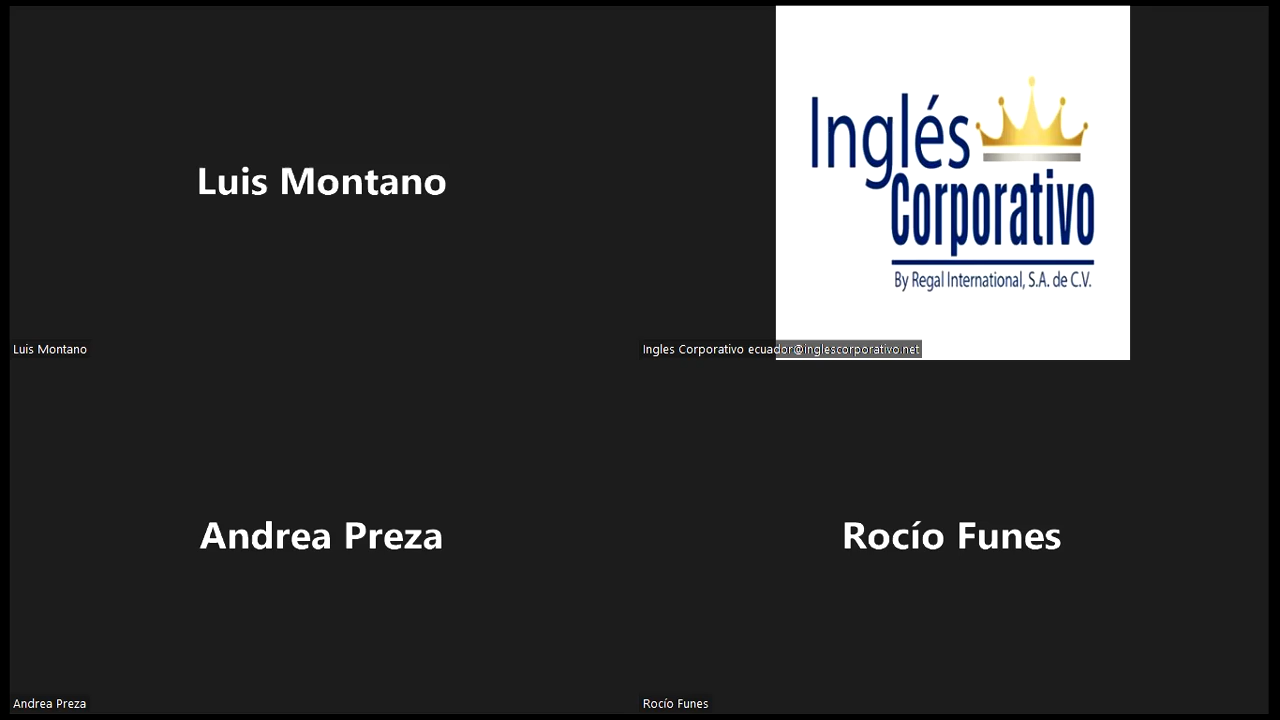 Luis Montano
Inglés
Corporativo
By Regal International, S.A. de C.V.
Luis Montano
Ingles Corporativo ecuador@inglescorporativo.net
Andrea Preza
Rocío Funes
Andrea Preza
Rocío Funes